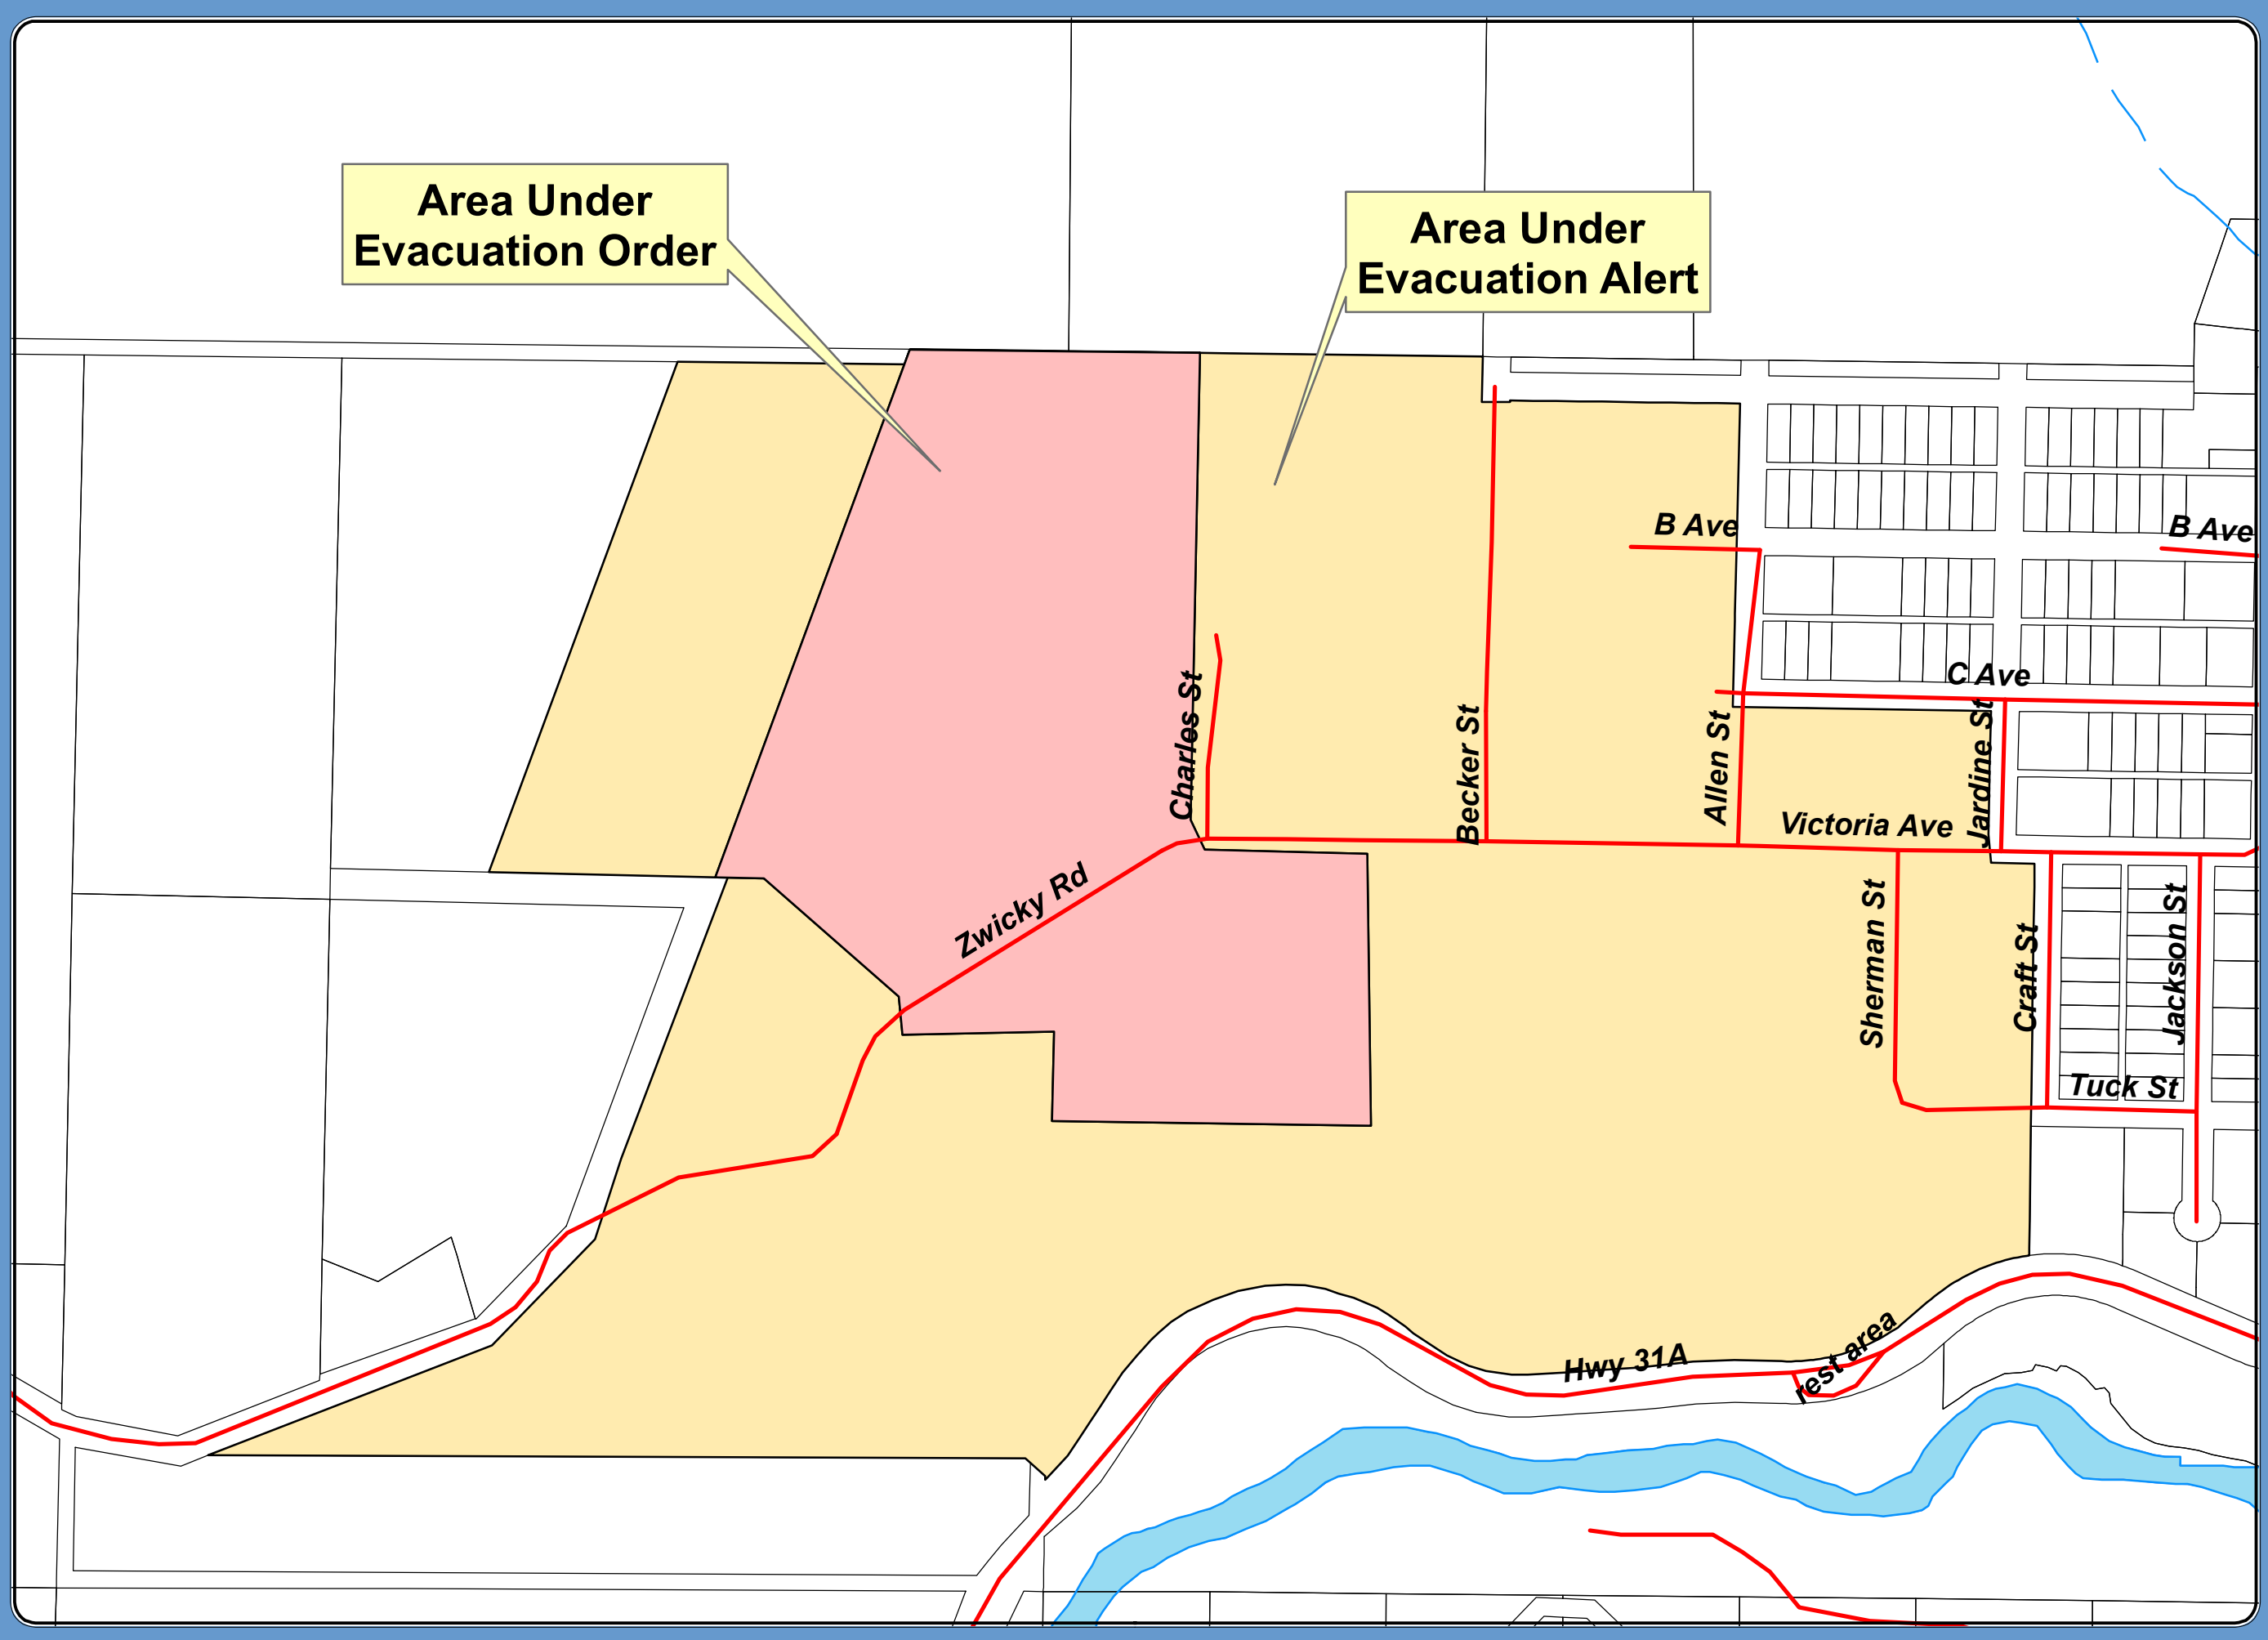 Area Under
Evacuation Order
Area Under
Evacuation Alert
B Ave
B Ave
C Ave
Charles St
Becker St
Allen St
Jardine St
Victoria Ave
Zwicky Rd
Sherman St
Craft St
Jackson St
Tuck St
Hwy 31A
rest area